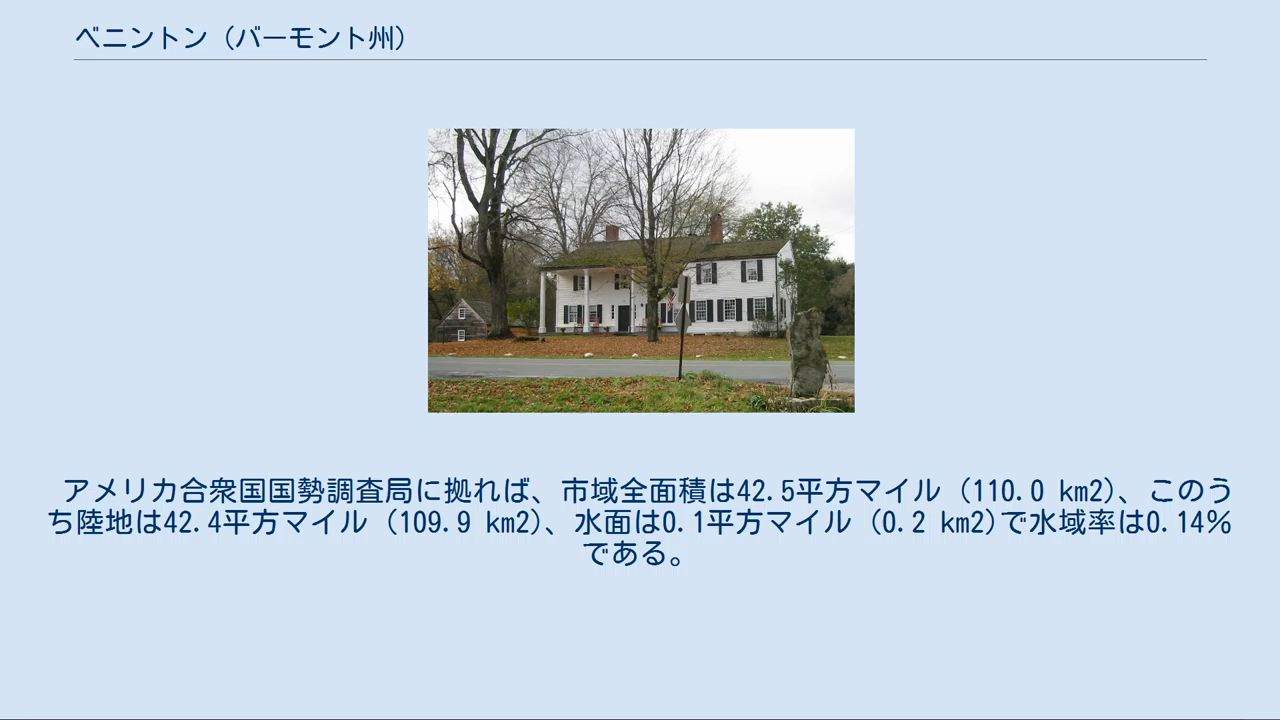 ベニントン（バーモント州）
アメリカ合衆国国勢調査局に拠れば、市域全面積は42.5平方マイル (110.0 km2)、このう
ち陸地は42.4平方マイル (109.9 km2)、水面は0.1平方マイル (0.2 km2)で水域率は0.14%
である。